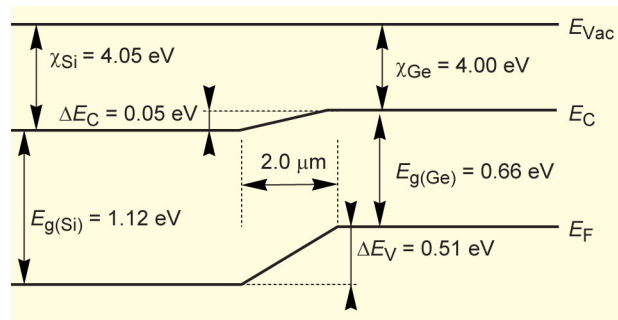 E_Vac
χ_Si = 4.05 eV
χ_Ge = 4.00 eV
ΔE_C = 0.05 eV
E_C
2.0 μm
E_g(Ge) = 0.66 eV
E_g(Si) = 1.12 eV
E_F
ΔE_V = 0.51 eV